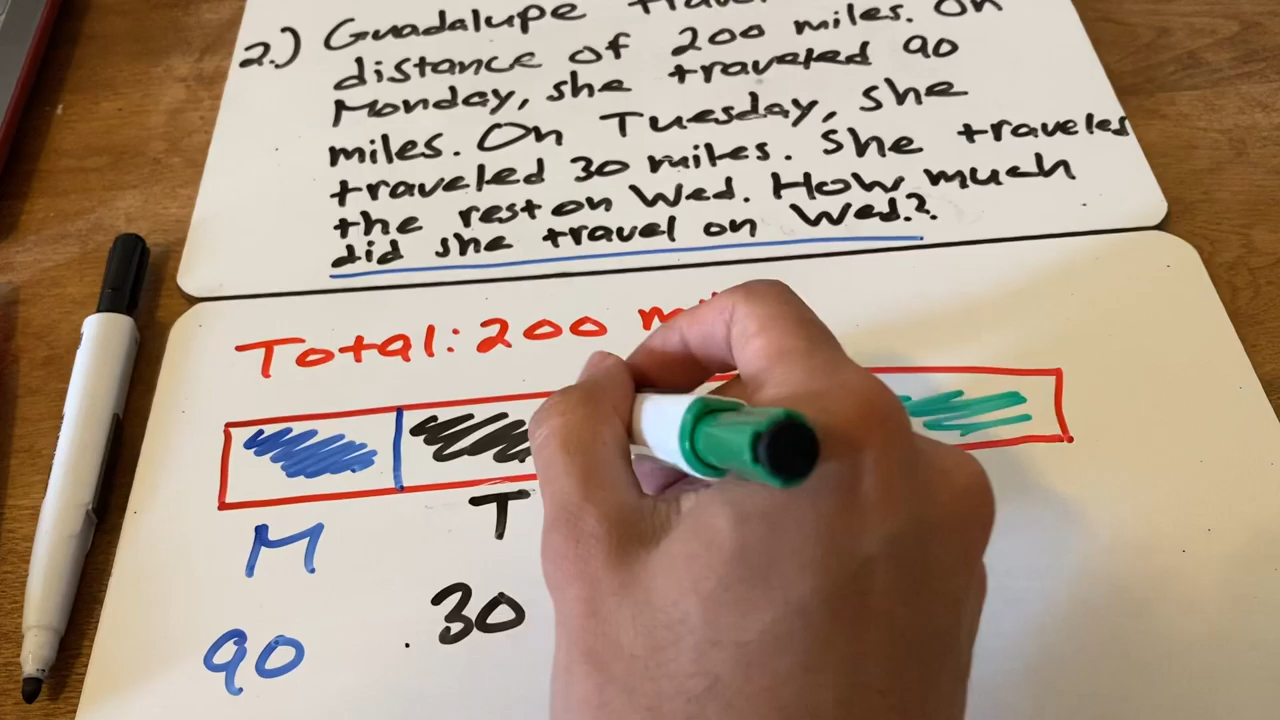 2.) Guadalupe
distance of 200 miles. On
Monday, she traveled 90
miles. On Tuesday, she
traveled 30 miles. She traveled
the rest on Wed. How much
did she travel on Wed.?
Total: 200
M T
90 30